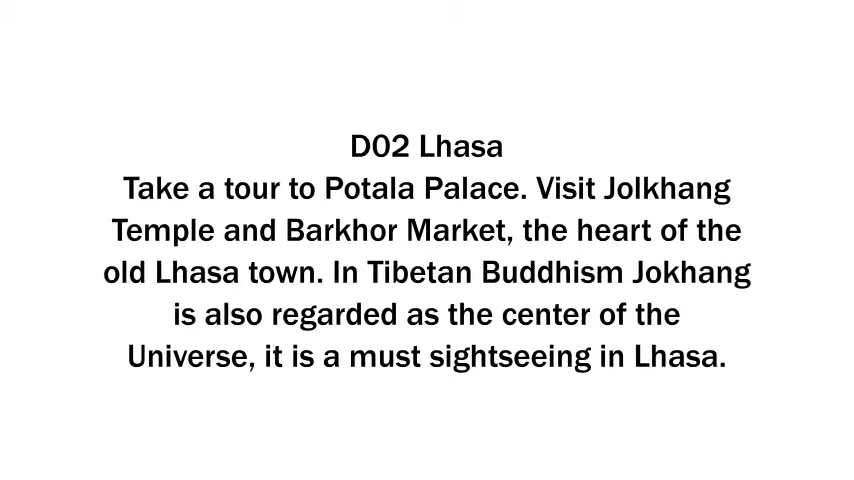 D02 Lhasa
Take a tour to Potala Palace. Visit Jolkhang
Temple and Barkhor Market, the heart of the
old Lhasa town. In Tibetan Buddhism Jokhang
is also regarded as the center of the
Universe, it is a must sightseeing in Lhasa.